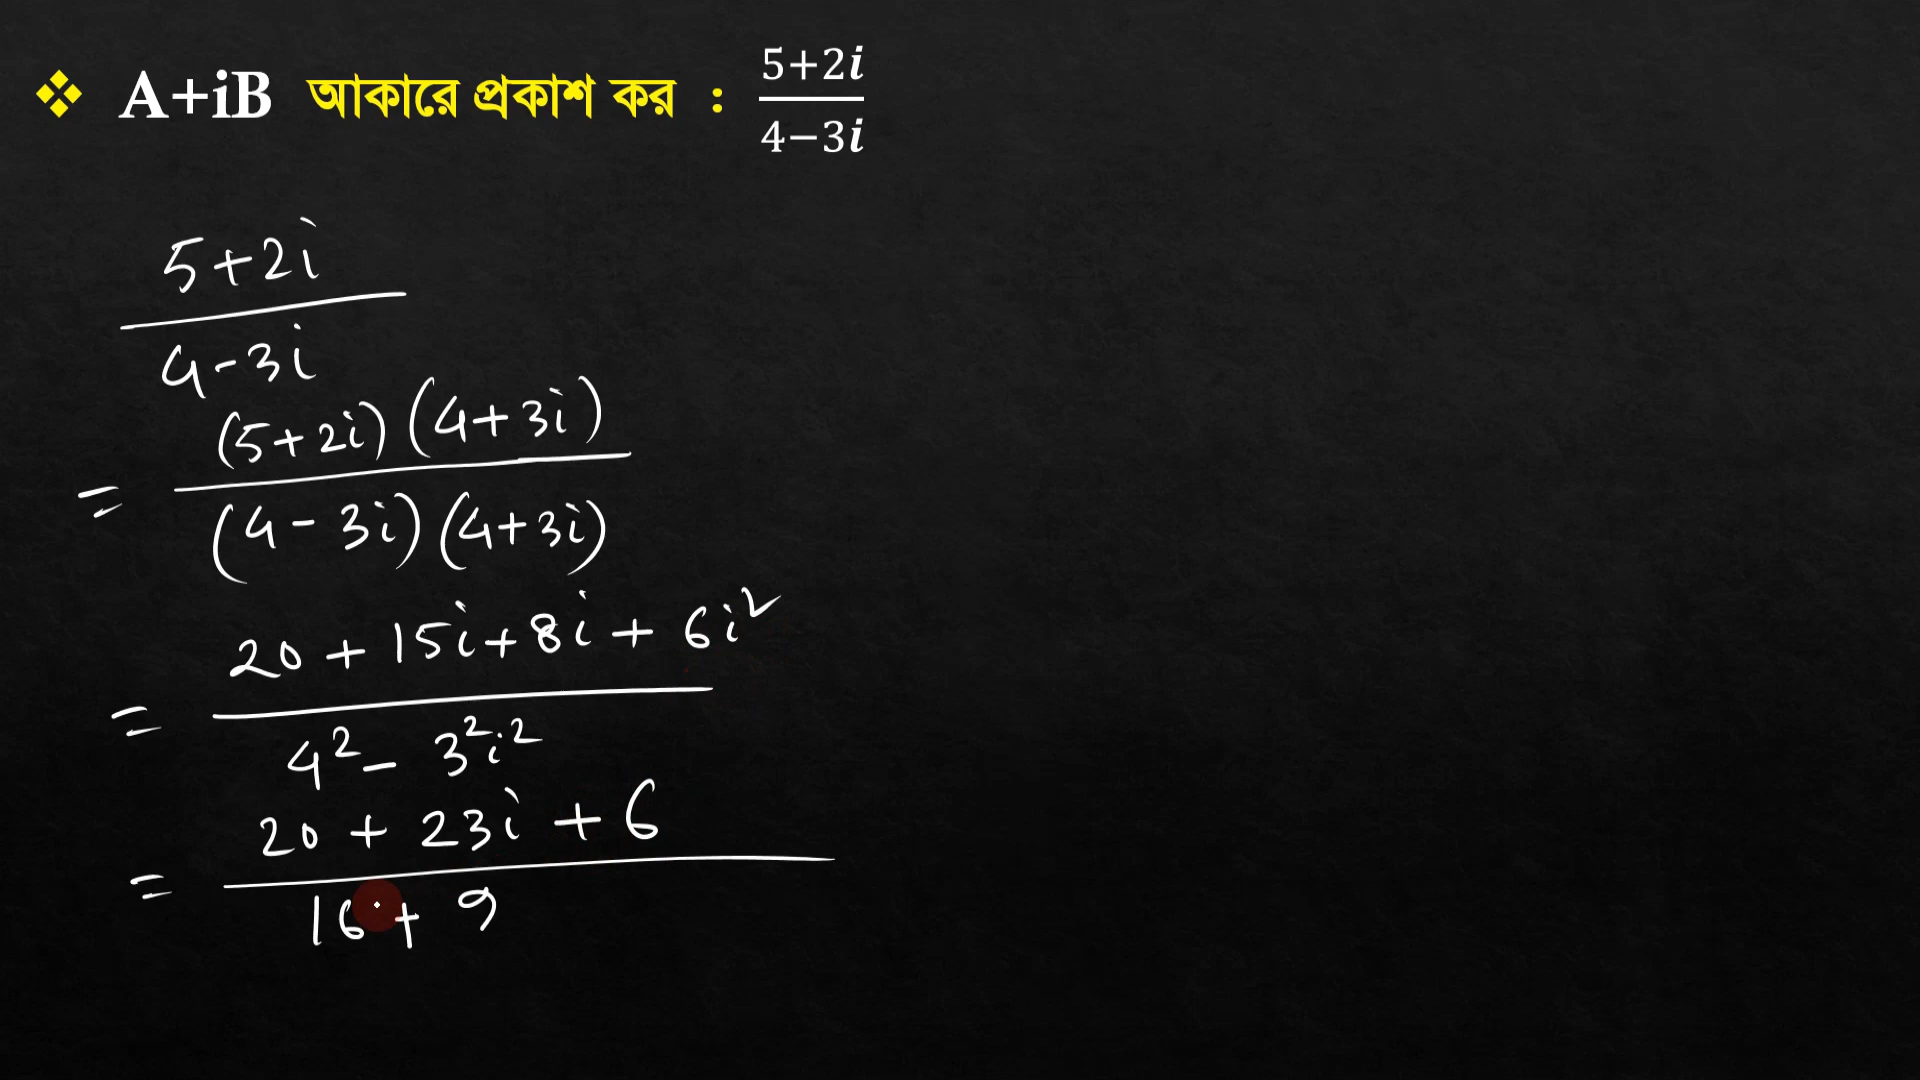 ❖ A+iB আকারে প্রকাশ কর : (5+2i)/(4−3i)
5+2i
4-3i
(5+2i) (4+3i)
=
(4-3i) (4+3i)
20 + 15i + 8i + 6i²
=
4² - 3²i²
20 + 23i + 6
=
16 + 9